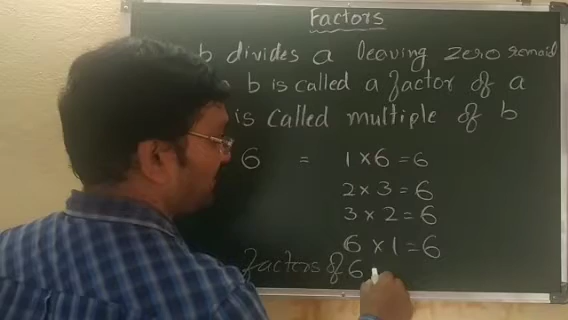 Factors
b divides a leaving zero
b is called a factor of a
is called multiple of b
6 = 1 × 6 = 6
2 × 3 = 6
3 × 2 = 6
6 × 1 = 6
factors of 6